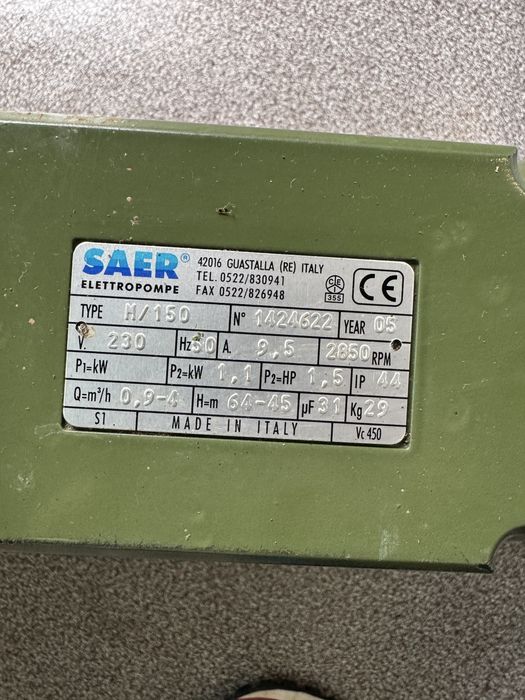 SAER® 42016 GUASTALLA (RE) ITALY
ELETTROPOMPE TEL. 0522/830941
FAX 0522/826948
CEI 355
CE
TYPE M/150 N° 1424622 YEAR 05
V 230 Hz 50 A. 9,5 2850 RPM
P1=kW P2=kW 1,1 P2=HP 1,5 IP 44
Q=m³/h 0,9-4 H=m 64-45 µF 31 Kg 29
S1 MADE IN ITALY Vc 450